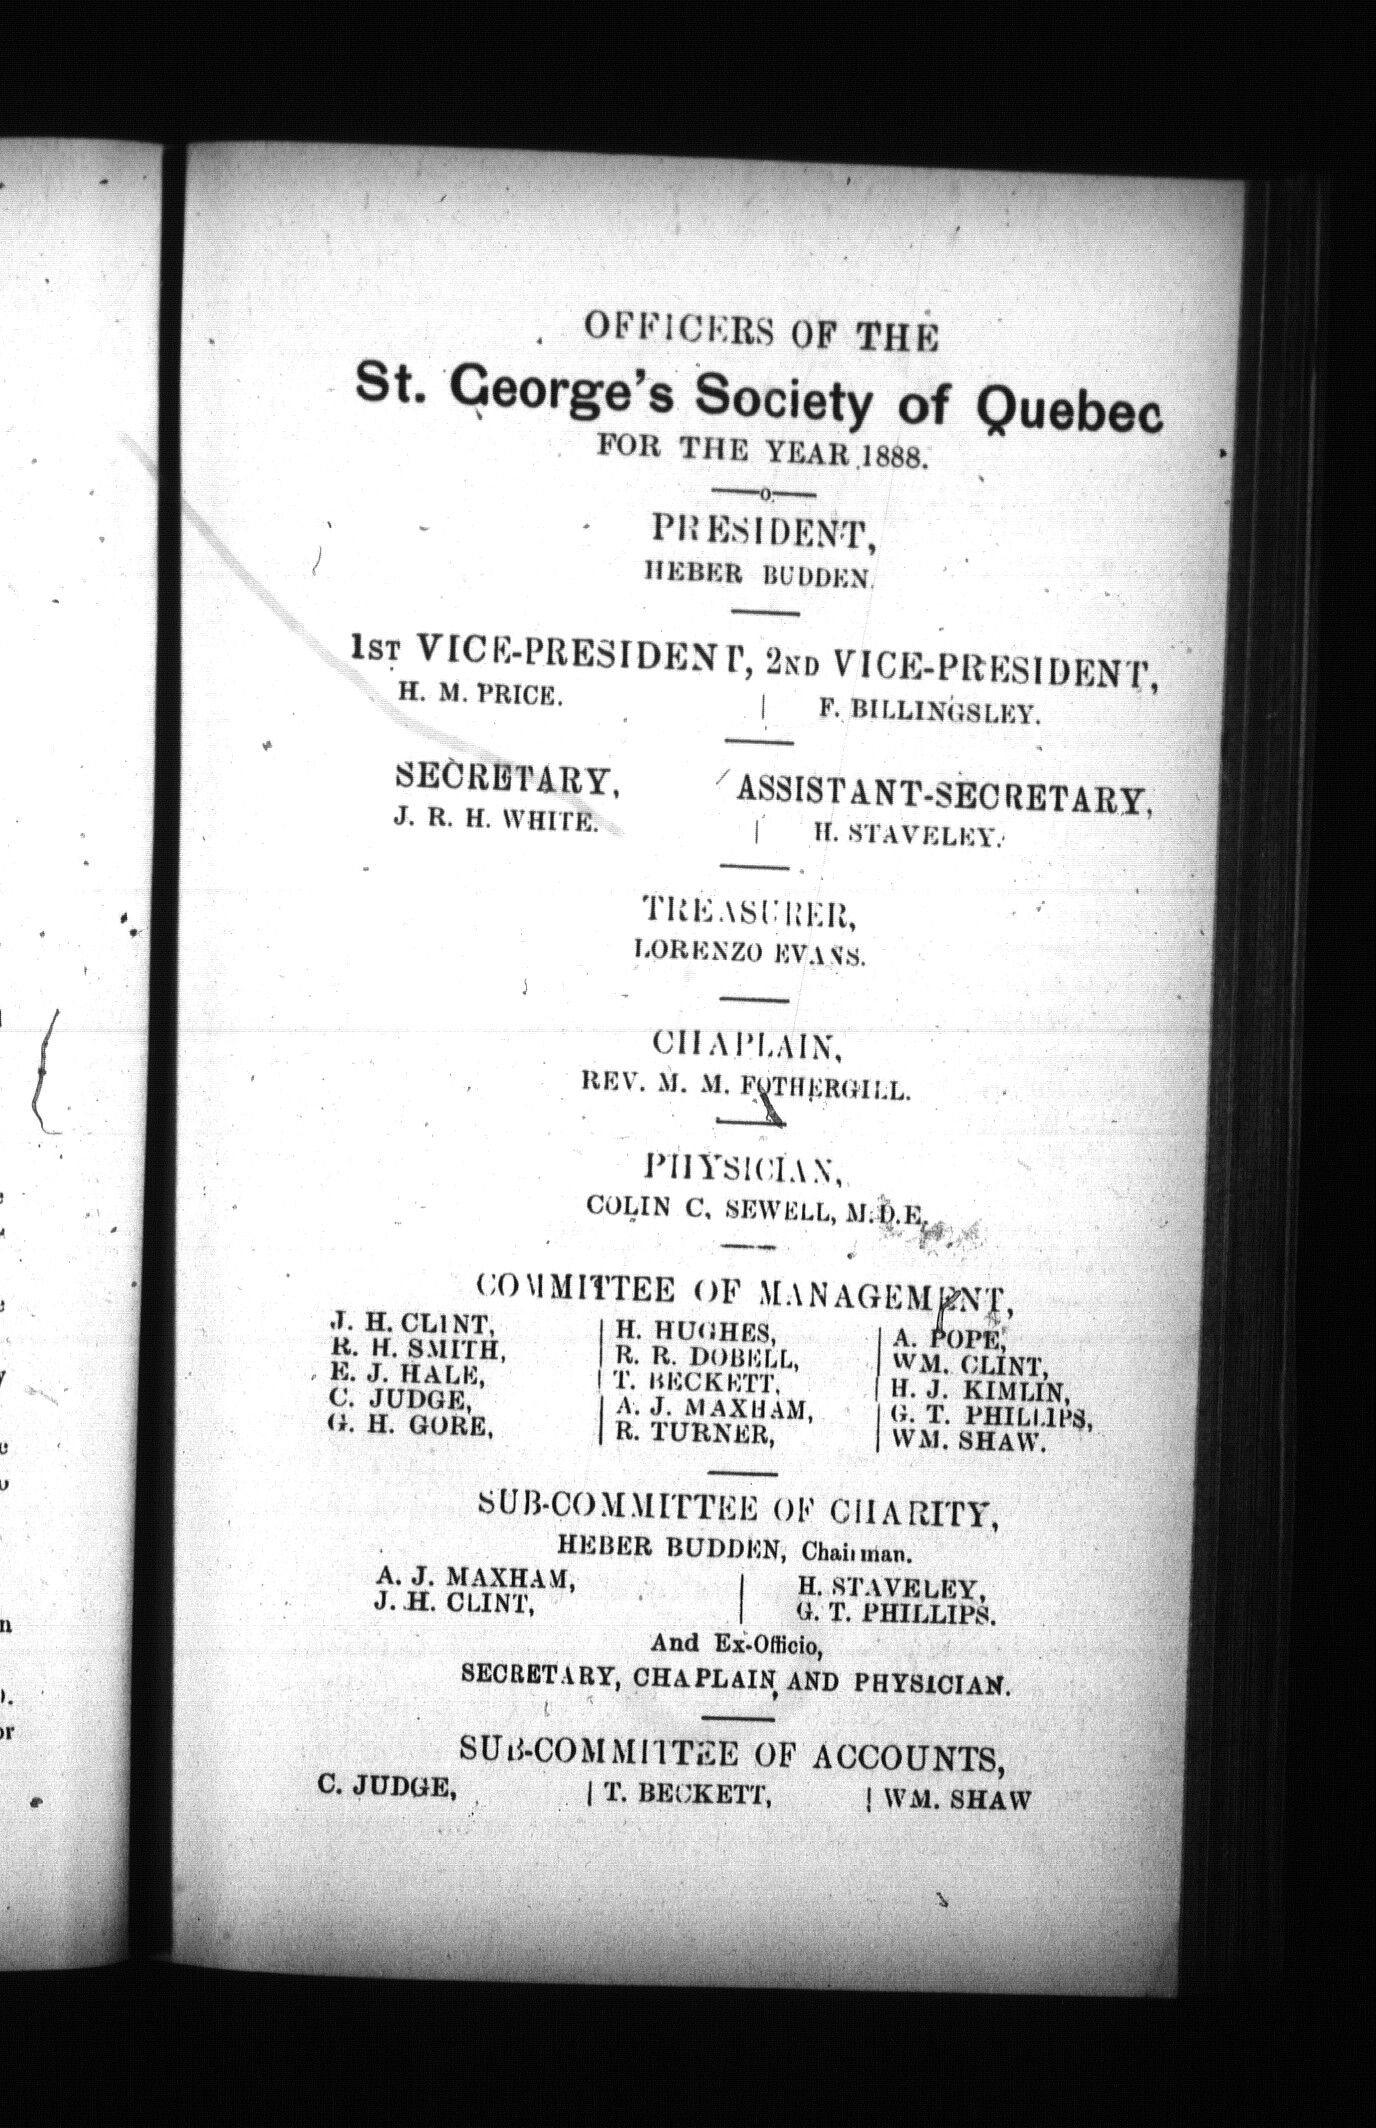 OFFICERS OF THE
St. George's Society of Quebec
FOR THE YEAR 1888.
PRESIDENT,
HEBER BUDDEN.
1ST VICE-PRESIDENT, 2ND VICE-PRESIDENT,
H. M. PRICE. | F. BILLINGSLEY.
SECRETARY, ASSISTANT-SECRETARY,
J. R. H. WHITE. | H. STAVELEY.
TREASURER,
LORENZO EVANS.
CHAPLAIN,
REV. M. M. FOTHERGILL.
PHYSICIAN,
COLIN C. SEWELL, M.D.E.
COMMITTEE OF MANAGEMENT,
J. H. CLINT, | H. HUGHES, | A. POPE,
R. H. SMITH, | R. R. DOBELL, | WM. CLINT,
E. J. HALE, | T. BECKETT, | H. J. KIMLIN,
C. JUDGE, | A. J. MAXHAM, | G. T. PHILLIPS,
G. H. GORE, | R. TURNER, | WM. SHAW.
SUB-COMMITTEE OF CHARITY,
HEBER BUDDEN, Chairman.
A. J. MAXHAM, | H. STAVELEY,
J. H. CLINT, | G. T. PHILLIPS.
And Ex-Officio,
SECRETARY, CHAPLAIN, AND PHYSICIAN.
SUB-COMMITTEE OF ACCOUNTS,
C. JUDGE, | T. BECKETT, | WM. SHAW